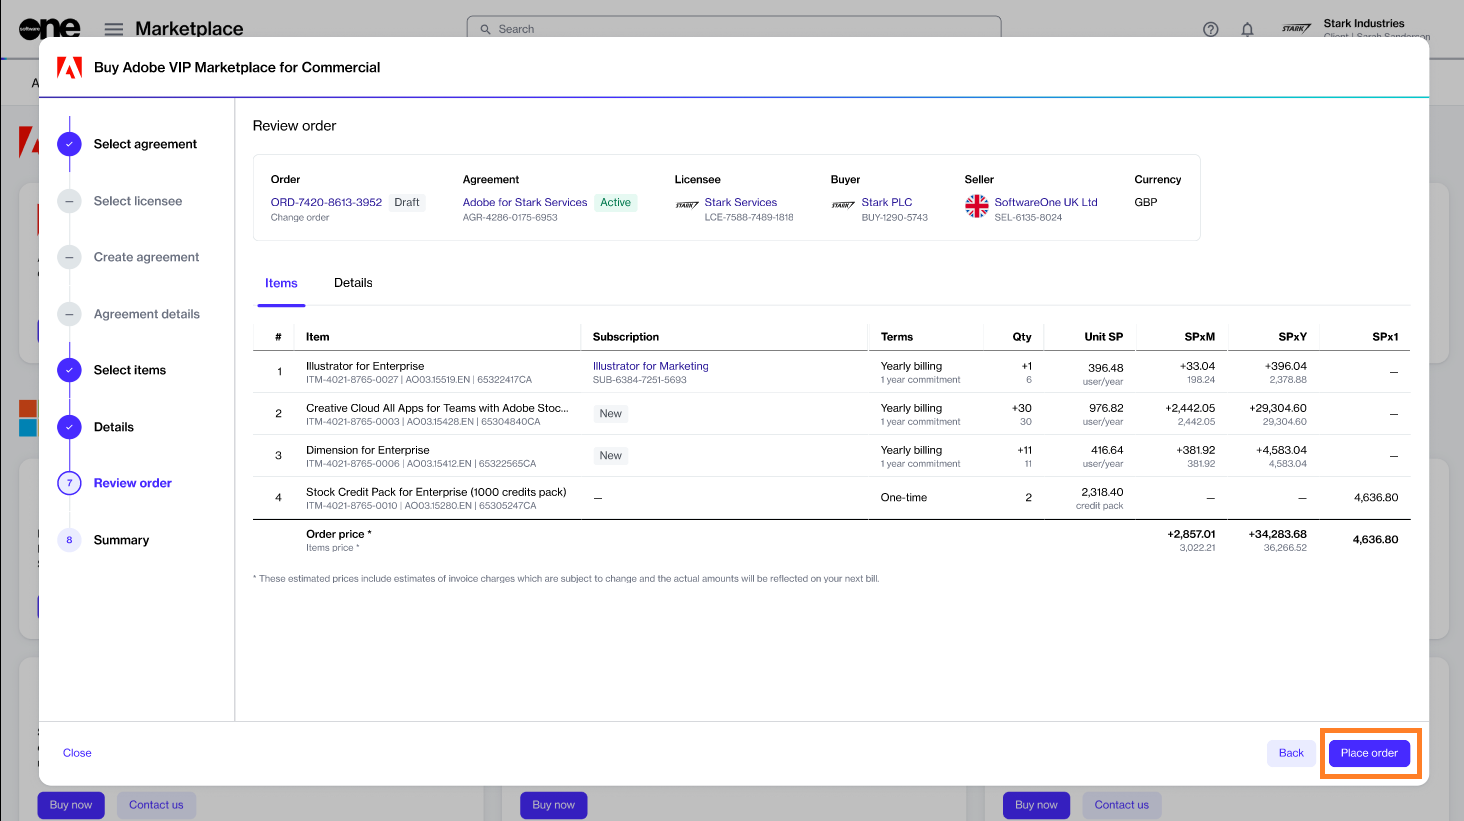 software one
Marketplace
Search
STARK
Stark Industries
Client | Sarah Sanderson
A
Buy Adobe VIP Marketplace for Commercial
Select agreement
Select licensee
Create agreement
Agreement details
Select items
Details
7 Review order
8 Summary
Review order
Order Agreement Licensee Buyer Seller Currency
ORD-7420-8613-3952 Draft Adobe for Stark Services Active STARK Stark Services STARK Stark PLC SoftwareOne UK Ltd GBP
Change order AGR-4286-0175-6953 LCE-7588-7489-1818 BUY-1290-5743 SEL-6135-8024
Items Details
# Item Subscription Terms Qty Unit SP SPxM SPxY SPx1
1 Illustrator for Enterprise Illustrator for Marketing Yearly billing +1 396.48 +33.04 +396.04 —
ITM-4021-8765-0027 | AO03.15519.EN | 65322417CA SUB-6384-7251-5693 1 year commitment 6 user/year 198.24 2,378.88
2 Creative Cloud All Apps for Teams with Adobe Stoc... New Yearly billing +30 976.82 +2,442.05 +29,304.60 —
ITM-4021-8765-0003 | AO03.15428.EN | 65304840CA 1 year commitment 30 user/year 2,442.05 29,304.60
3 Dimension for Enterprise New Yearly billing +11 416.64 +381.92 +4,583.04 —
ITM-4021-8765-0006 | AO03.15412.EN | 65322565CA 1 year commitment 11 user/year 381.92 4,583.04
4 Stock Credit Pack for Enterprise (1000 credits pack) — One-time 2 2,318.40 — — 4,636.80
ITM-4021-8765-0010 | AO03.15280.EN | 65305247CA credit pack
Order price * +2,857.01 +34,283.68 4,636.80
Items price * 3,022.21 36,266.52
* These estimated prices include estimates of invoice charges which are subject to change and the actual amounts will be reflected on your next bill.
Close Back Place order
Buy now Contact us Buy now Buy now Contact us